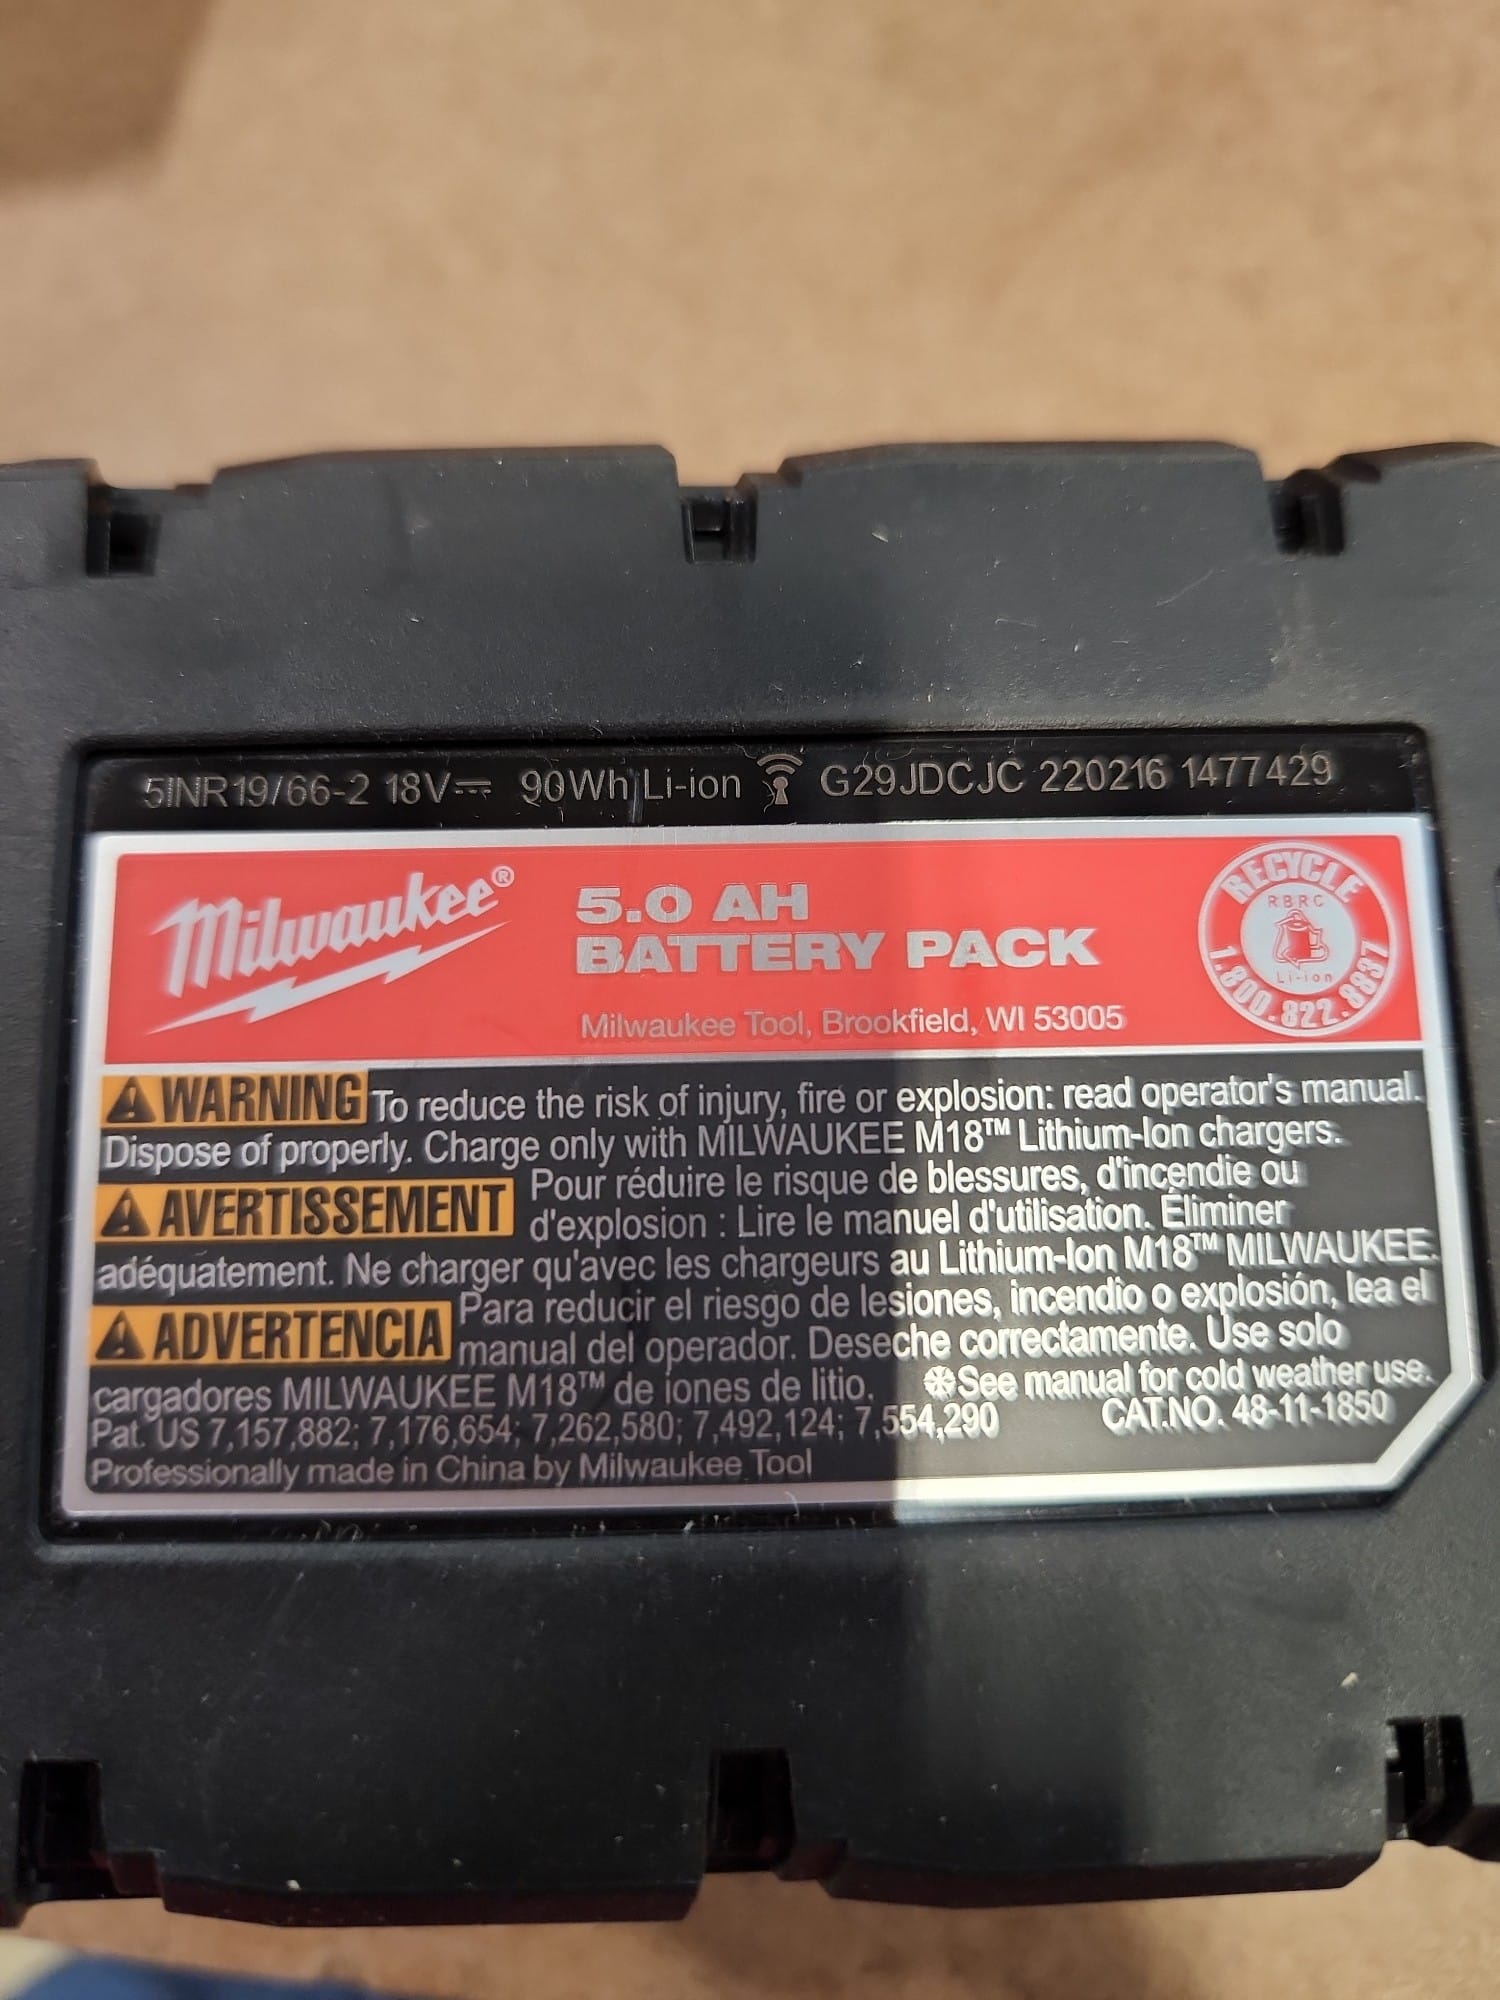 5INR19/66-2 18V⎓ 90Wh Li-ion G29JDCJC 220216 1477429
Milwaukee®
5.0 AH
BATTERY PACK
Milwaukee Tool, Brookfield, WI 53005
RECYCLE
RBRC
Li-ion
1.800.822.8837
⚠ WARNING To reduce the risk of injury, fire or explosion: read operator's manual.
Dispose of properly. Charge only with MILWAUKEE M18™ Lithium-Ion chargers.
⚠ AVERTISSEMENT Pour réduire le risque de blessures, d'incendie ou
d'explosion : Lire le manuel d'utilisation. Éliminer
adéquatement. Ne charger qu'avec les chargeurs au Lithium-Ion M18™ MILWAUKEE.
⚠ ADVERTENCIA Para reducir el riesgo de lesiones, incendio o explosión, lea el
manual del operador. Deseche correctamente. Use solo
cargadores MILWAUKEE M18™ de iones de litio. ❄See manual for cold weather use.
Pat. US 7,157,882; 7,176,654; 7,262,580; 7,492,124; 7,554,290 CAT.NO. 48-11-1850
Professionally made in China by Milwaukee Tool